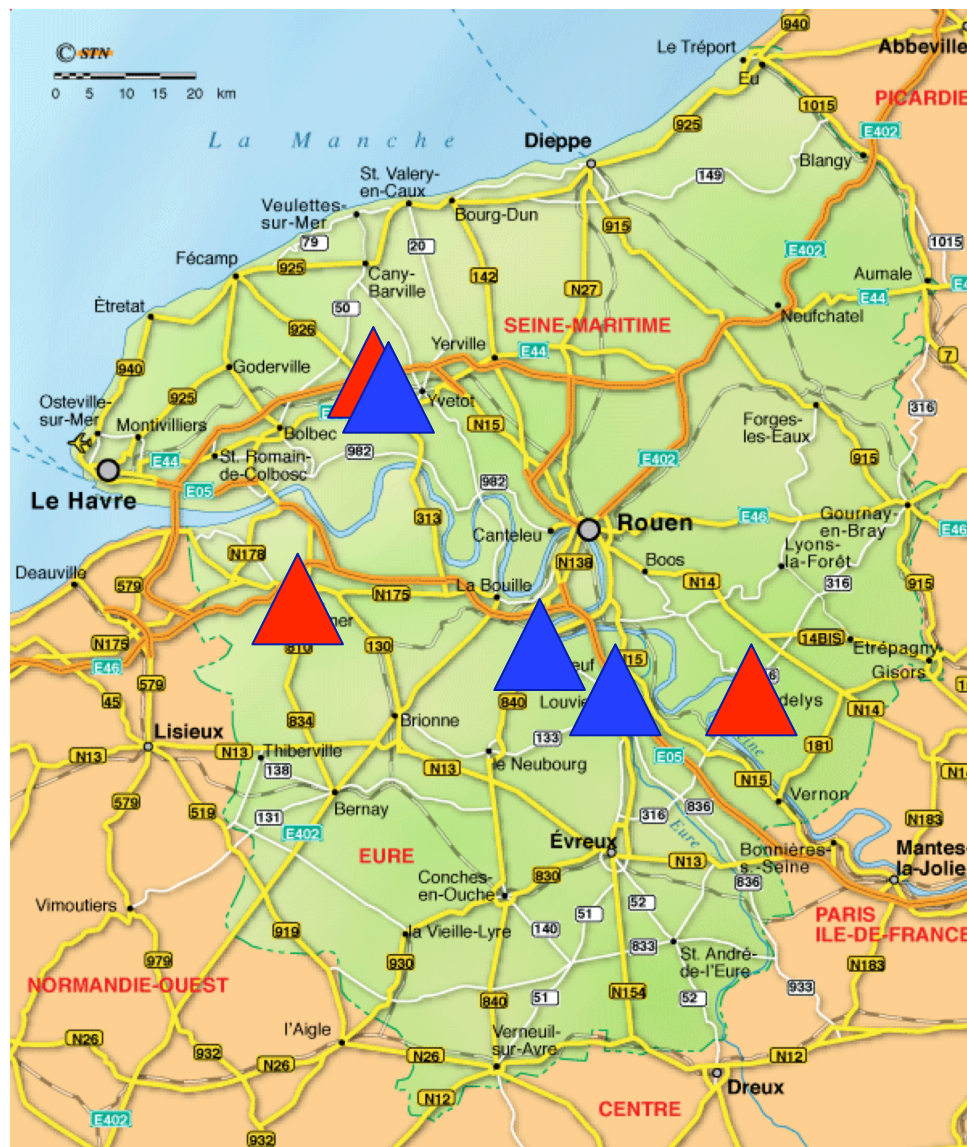 © STN
0 5 10 15 20 km
La Manche
940
Le Tréport
Abbeville
Eu
1015
PICARDIE
925
E402
Dieppe
Blangy
149
St. Valery-
en-Caux
Veulettes-
sur-Mer
Bourg-Dun
915
79
20
E402
1015
Fécamp
925
Cany-
Barville
142
N27
Aumale
E44
Ètretat
50
926
SEINE-MARITIME
Neufchatel
Yerville
E44
7
940
Goderville
925
Yvetot
316
Osteville-
sur-Mer
Montivilliers
Bolbec
N15
Forges-
les-Eaux
E44
St. Romain-
de-Colbosc
982
E402
915
Le Havre
E05
982
313
Canteleu
Rouen
E46
Gournay-
en-Bray
E46
N178
N138
Boos
Lyons-
la-Forêt
Deauville
579
La Bouille
N14
316
915
N175
N175
14BIS
Etrépagny
E46
130
N15
Gisors
45
579
834
840
N14
Lisieux
Brionne
133
181
N13
N13
Thiberville
N13
le Neubourg
E05
N15
138
Vernon
579
519
Bernay
316
836
Eure
N183
131
E402
Évreux
Bonnières-
s.-Seine
Mantes-
la-Jolie
EURE
N13
Conches-
en-Ouche
830
836
Vimoutiers
51
52
PARIS
ILE-DE-FRANCE
919
la Vieille-Lyre
140
833
979
930
St. André-
de-l'Eure
N183
NORMANDIE-OUEST
840
51
N154
52
933
l'Aigle
Verneuil-
sur-Avre
N26
932
N26
N26
N12
Dreux
N12
E402
CENTRE
932